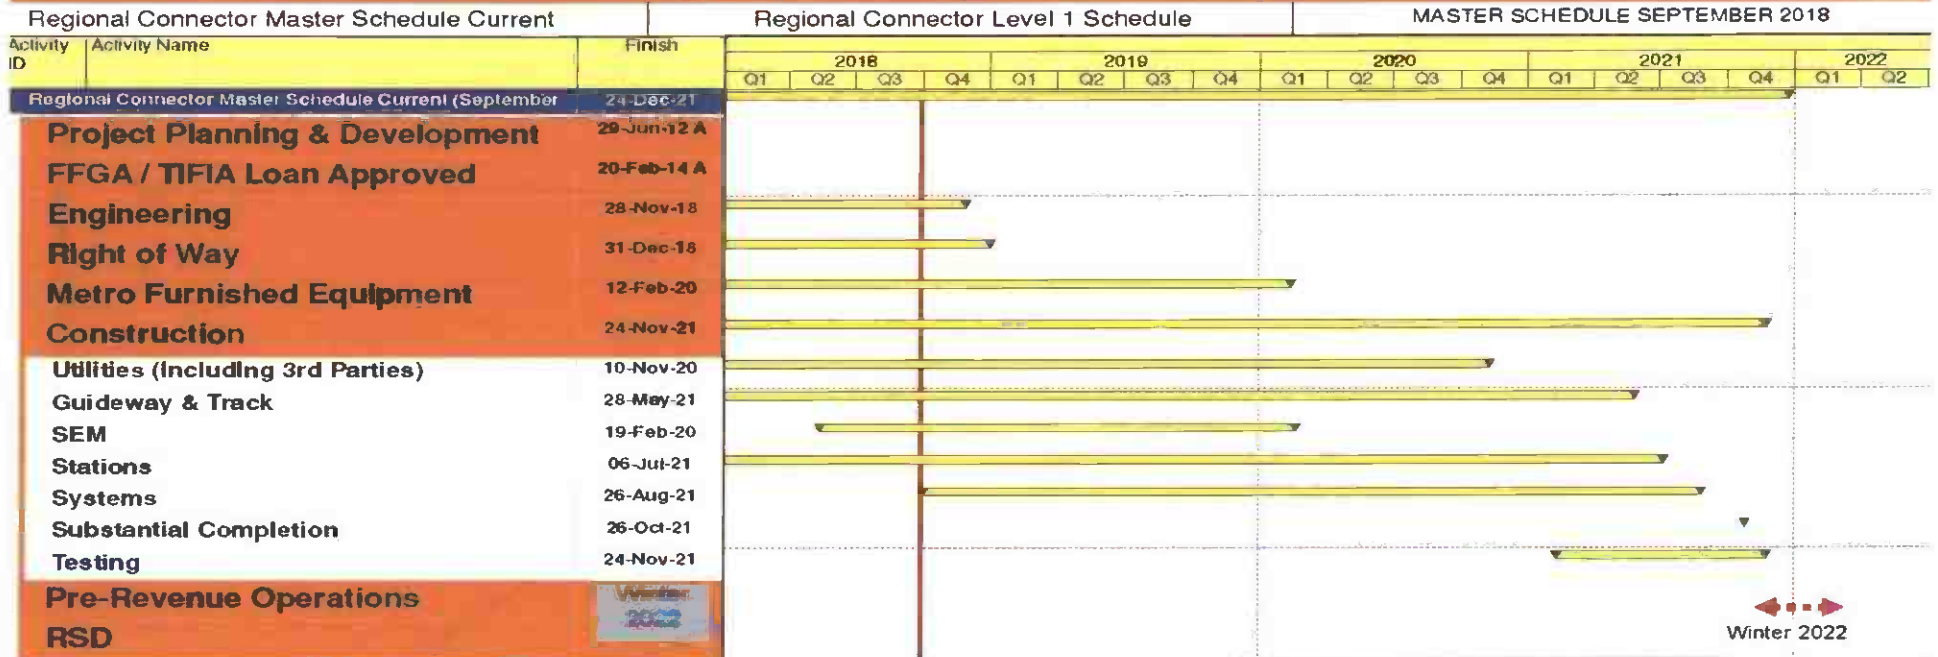 Regional Connector Master Schedule Current
Regional Connector Level 1 Schedule
MASTER SCHEDULE SEPTEMBER 2018
Activity ID Activity Name Finish
2018 2019 2020 2021 2022
Q1 Q2 Q3 Q4 Q1 Q2 Q3 Q4 Q1 Q2 Q3 Q4 Q1 Q2 Q3 Q4 Q1 Q2
Regional Connector Master Schedule Current (September 24-Dec-21
Project Planning & Development 29-Jun-12 A
FFGA / TIFIA Loan Approved 20-Feb-14 A
Engineering 28-Nov-18
Right of Way 31-Dec-18
Metro Furnished Equipment 12-Feb-20
Construction 24-Nov-21
Utilities (Including 3rd Parties) 10-Nov-20
Guideway & Track 28-May-21
SEM 19-Feb-20
Stations 06-Jul-21
Systems 26-Aug-21
Substantial Completion 26-Oct-21
Testing 24-Nov-21
Pre-Revenue Operations
RSD
Winter 2022